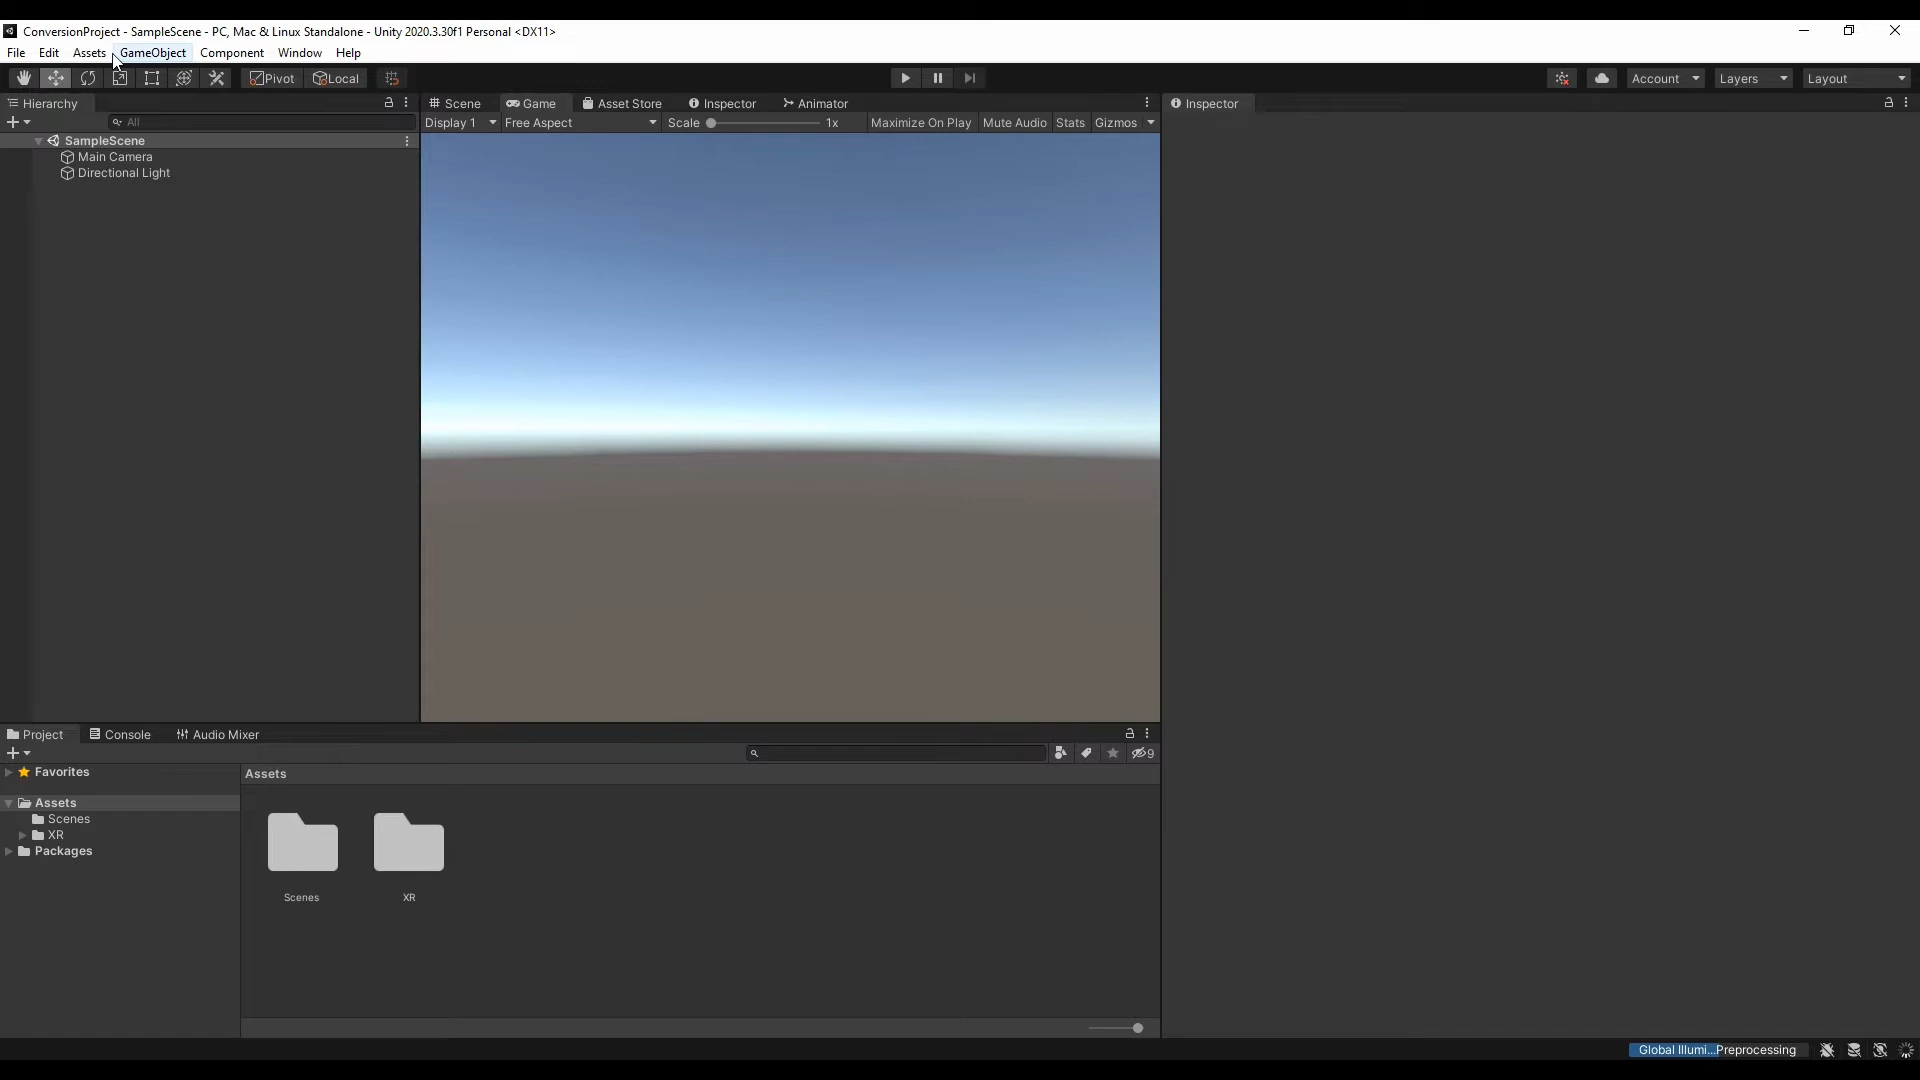 ConversionProject - SampleScene - PC, Mac & Linux Standalone - Unity 2020.3.30f1 Personal <DX11>
File Edit Assets GameObject Component Window Help
Pivot Local Account Layers Layout
Hierarchy
All
SampleScene
Main Camera
Directional Light
Scene Game Asset Store Inspector Animator
Display 1 Free Aspect Scale 1x Maximize On Play Mute Audio Stats Gizmos
Inspector
Project Console Audio Mixer
9
Favorites
Assets
Scenes
XR
Packages
Assets
Scenes XR
Global Illumi...Preprocessing